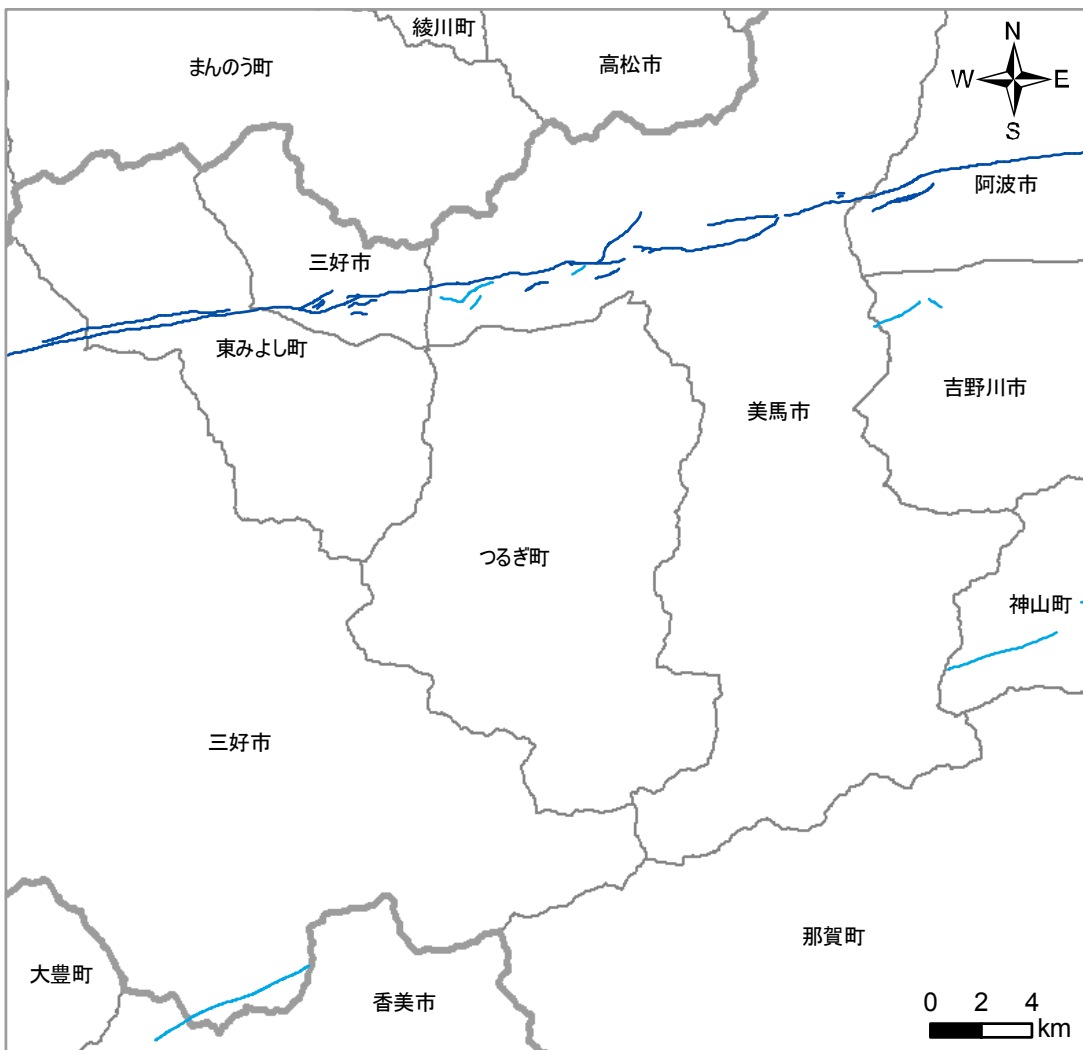 綾川町
まんのう町
高松市
N
W
E
S
阿波市
三好市
東みよし町
吉野川市
美馬市
つるぎ町
神山町
三好市
那賀町
大豊町
香美市
0 2 4
km